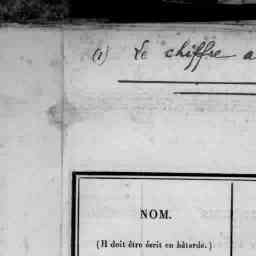 (1) Le chiffre a
NOM.
(Il doit être écrit en bâtarde.)